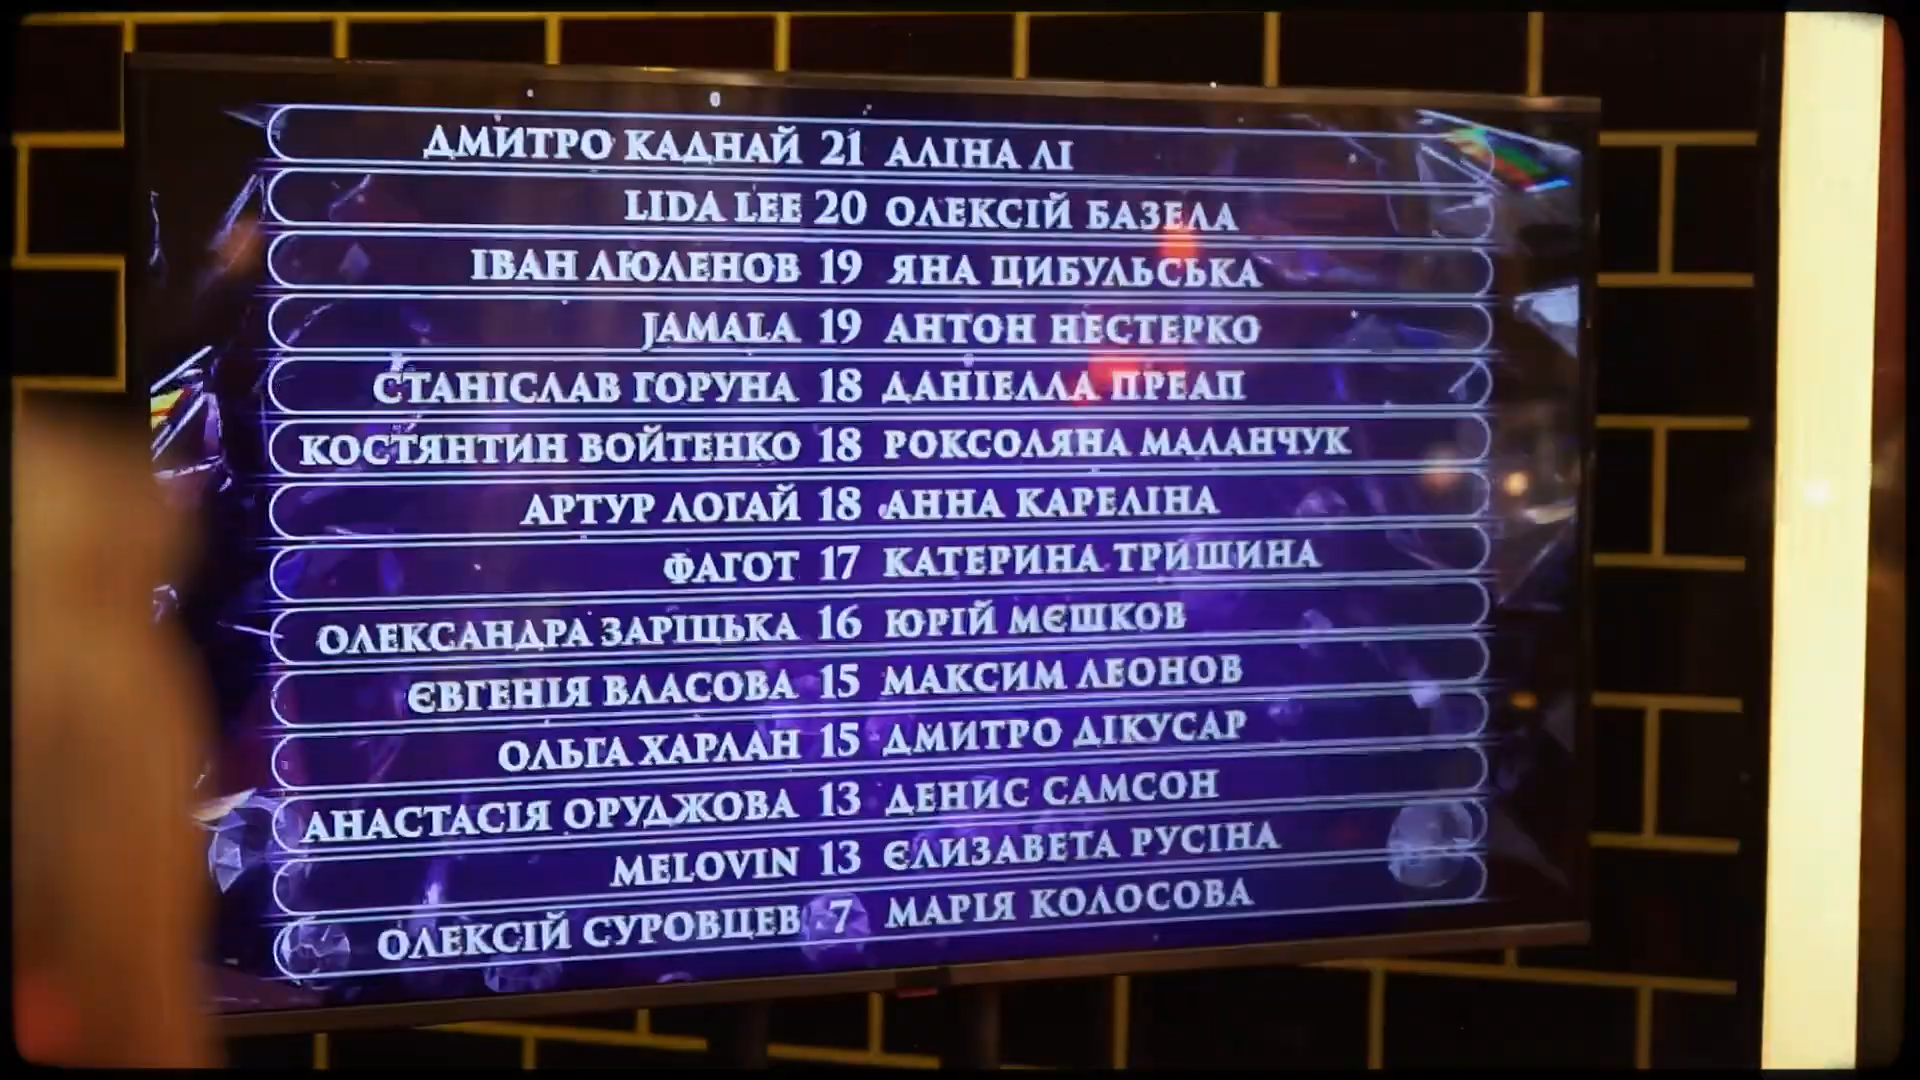 ДМИТРО КАДНАЙ 21 АЛІНА ЛІ
LIDA LEE 20 ОЛЕКСІЙ БАЗЕЛА
ІВАН ЛЮЛЕНОВ 19 ЯНА ЦИБУЛЬСЬКА
JAMALA 19 АНТОН НЕСТЕРКО
СТАНІСЛАВ ГОРУНА 18 ДАНІЕЛЛА ПРЕАП
КОСТЯНТИН ВОЙТЕНКО 18 РОКСОЛЯНА МАЛАНЧУК
АРТУР ЛОГАЙ 18 АННА КАРЕЛІНА
ФАГОТ 17 КАТЕРИНА ТРИШИНА
ОЛЕКСАНДРА ЗАРІЦЬКА 16 ЮРІЙ МЄШКОВ
ЄВГЕНІЯ ВЛАСОВА 15 МАКСИМ ЛЕОНОВ
ОЛЬГА ХАРЛАН 15 ДМИТРО ДІКУСАР
АНАСТАСІЯ ОРУДЖОВА 13 ДЕНИС САМСОН
MELOVIN 13 ЄЛИЗАВЕТА РУСІНА
ОЛЕКСІЙ СУРОВЦЕВ 7 МАРІЯ КОЛОСОВА